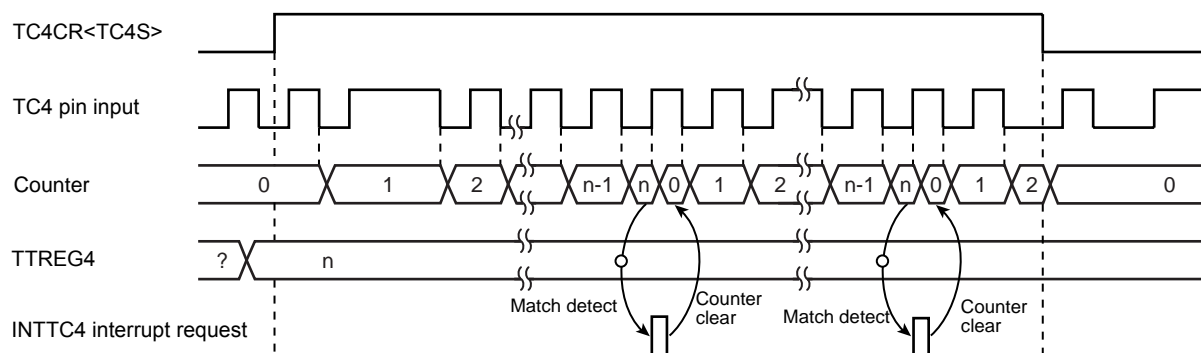 TC4CR<TC4S>
TC4 pin input
Counter
0 1 2 n-1 n 0 1 2 n-1 n 0 1 2 0
TTREG4
? n
Match detect
Counter
clear
Match detect
Counter
clear
INTTC4 interrupt request